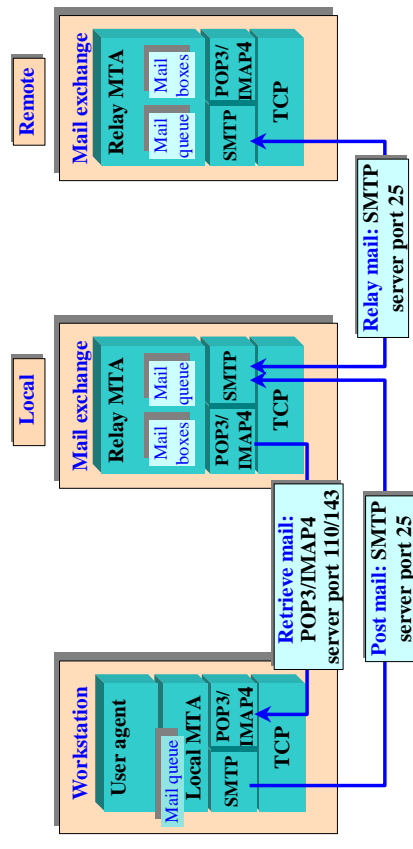 Local
Remote
Workstation
User agent
Mail queue
Local MTA
SMTP
POP3/
IMAP4
TCP
Mail exchange
Relay MTA
Mail
boxes
Mail
queue
POP3/
IMAP4
SMTP
TCP
Mail exchange
Relay MTA
Mail
queue
Mail
boxes
SMTP
POP3/
IMAP4
TCP
Retrieve mail:
POP3/IMAP4
server port 110/143
Post mail: SMTP
server port 25
Relay mail: SMTP
server port 25